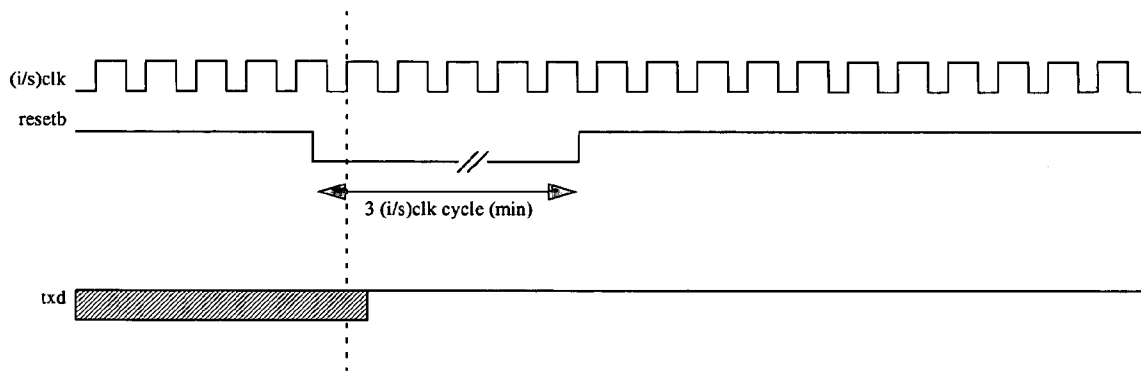 (i/s)clk
resetb
3 (i/s)clk cycle (min)
txd